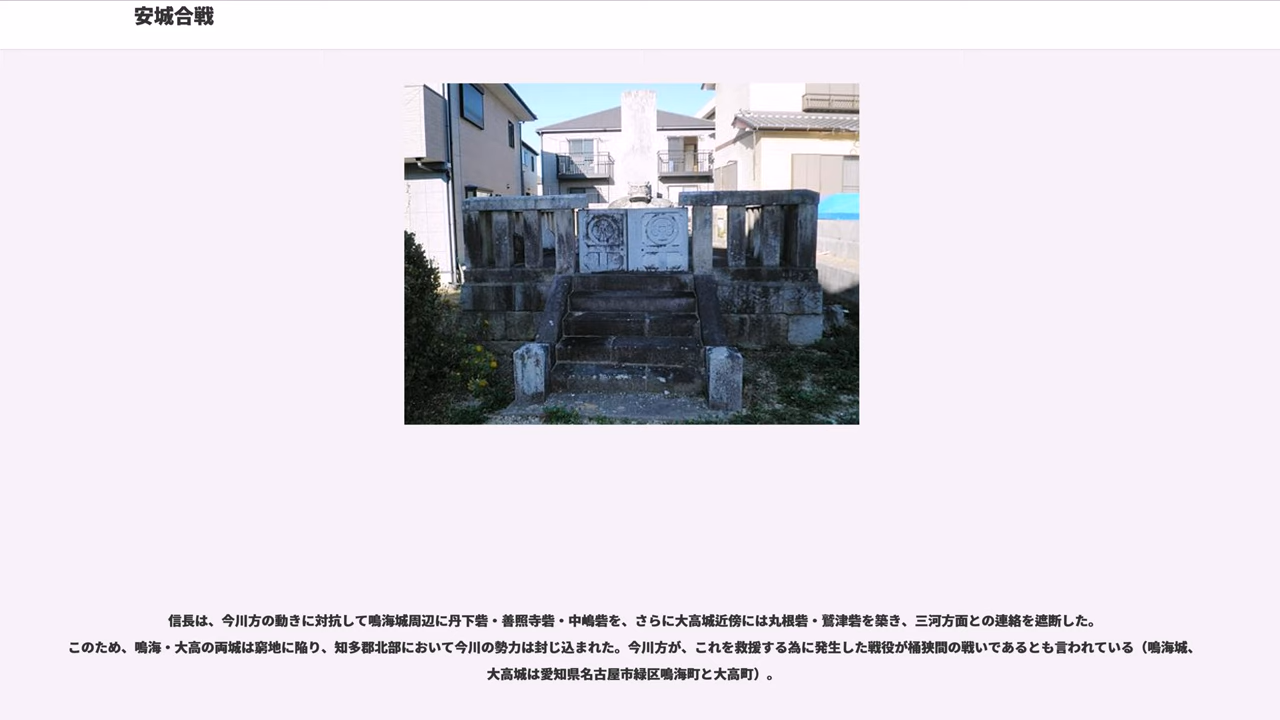 安城合戦
信長は、今川方の動きに対抗して鳴海城周辺に丹下砦・善照寺砦・中嶋砦を、さらに大高城近傍には丸根砦・鷲津砦を築き、三河方面との連絡を遮断した。
このため、鳴海・大高の両城は窮地に陥り、知多郡北部において今川の勢力は封じ込まれた。今川方が、これを救援する為に発生した戦役が桶狭間の戦いであるとも言われている（鳴海城、
大高城は愛知県名古屋市緑区鳴海町と大高町）。